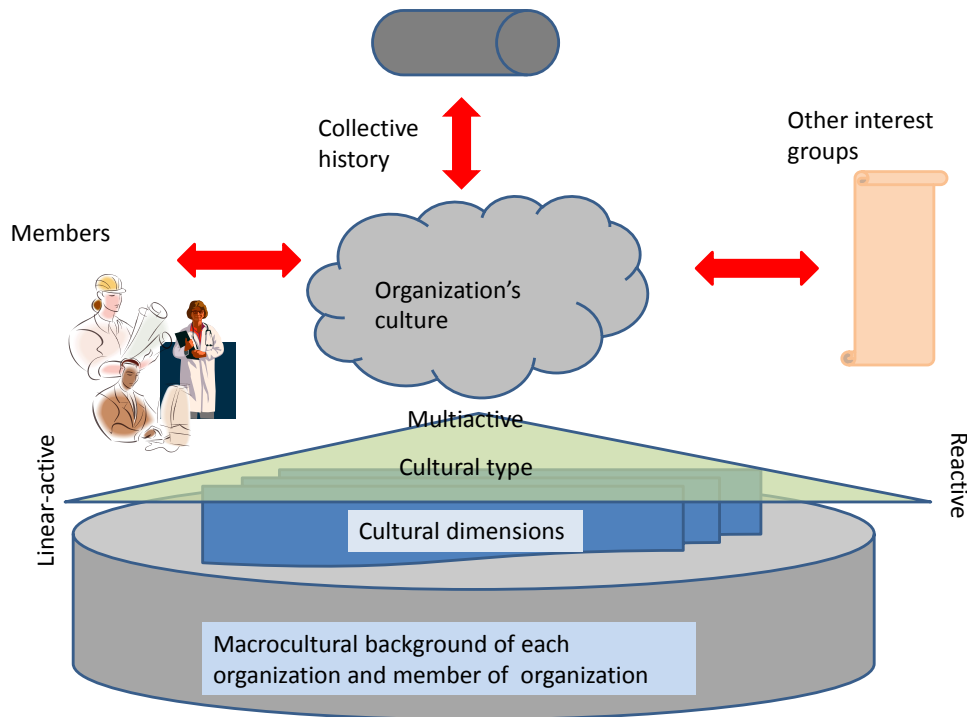 Collective
history
Other interest
groups
Members
Organization’s
culture
Multiactive
Cultural type
Linear-active
Reactive
Cultural dimensions
Macrocultural background of each
organization and member of organization